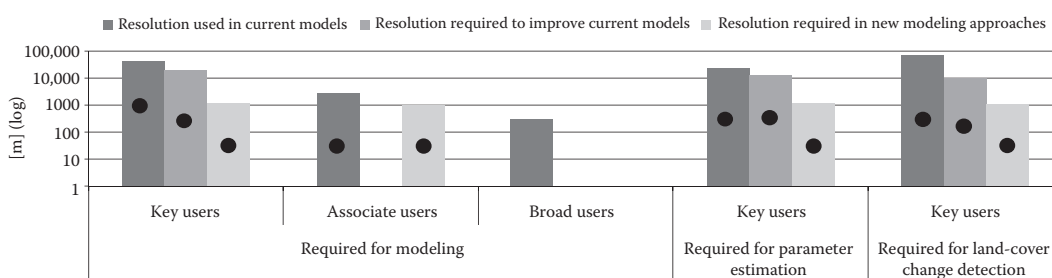 Resolution used in current models Resolution required to improve current models Resolution required in new modeling approaches
[m] (log)
100,000
10,000
1000
100
10
1
Key users Associate users Broad users Key users Key users
Required for modeling Required for parameter estimation Required for land-cover change detection